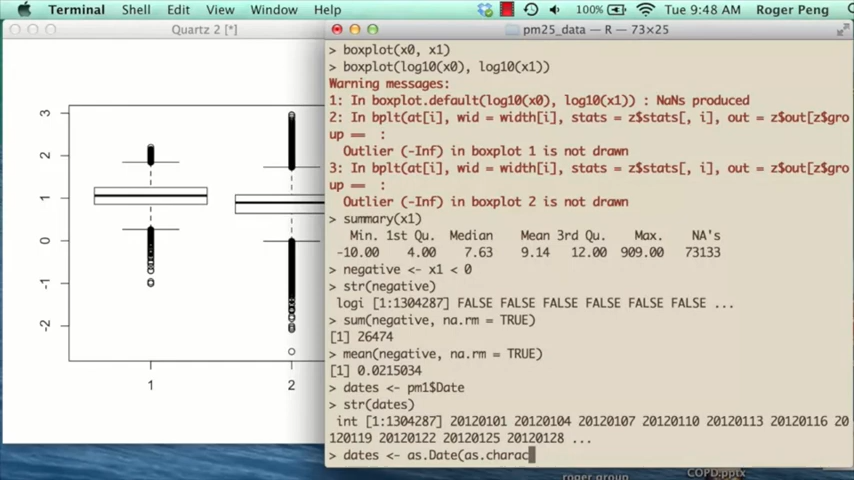 Terminal Shell Edit View Window Help 100% Tue 9:48 AM Roger Peng
Quartz 2 [*]
pm25_data — R — 73×25
3
2
1
0
-1
-2
1 2
> boxplot(x0, x1)
> boxplot(log10(x0), log10(x1))
Warning messages:
1: In boxplot.default(log10(x0), log10(x1)) : NaNs produced
2: In bplt(at[i], wid = width[i], stats = z$stats[, i], out = z$out[z$gro
up ==  :
  Outlier (-Inf) in boxplot 1 is not drawn
3: In bplt(at[i], wid = width[i], stats = z$stats[, i], out = z$out[z$gro
up ==  :
  Outlier (-Inf) in boxplot 2 is not drawn
> summary(x1)
   Min. 1st Qu.  Median    Mean 3rd Qu.    Max.    NA's
 -10.00    4.00    7.63    9.14   12.00  909.00   73133
> negative <- x1 < 0
> str(negative)
 logi [1:1304287] FALSE FALSE FALSE FALSE FALSE FALSE ...
> sum(negative, na.rm = TRUE)
[1] 26474
> mean(negative, na.rm = TRUE)
[1] 0.0215034
> dates <- pm1$Date
> str(dates)
 int [1:1304287] 20120101 20120104 20120107 20120110 20120113 20120116 20
120119 20120122 20120125 20120128 ...
> dates <- as.Date(as.charac
roger group
COPD.pptx